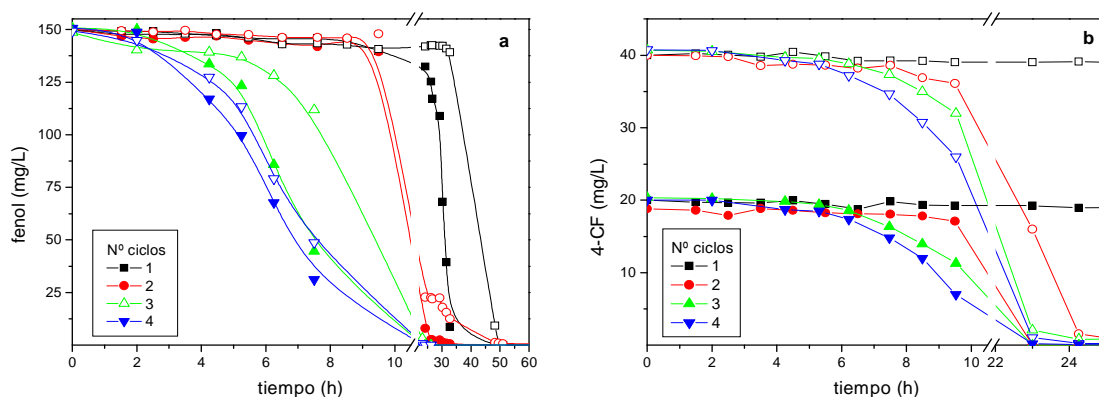 a
fenol (mg/L)
150
125
100
75
50
25
0
Nº ciclos
1
2
3
4
0 2 4 6 8 10 20 30 40 50 60
tiempo (h)
b
4-CF (mg/L)
40
30
20
10
0
Nº ciclos
1
2
3
4
0 2 4 6 8 10 22 24
tiempo (h)